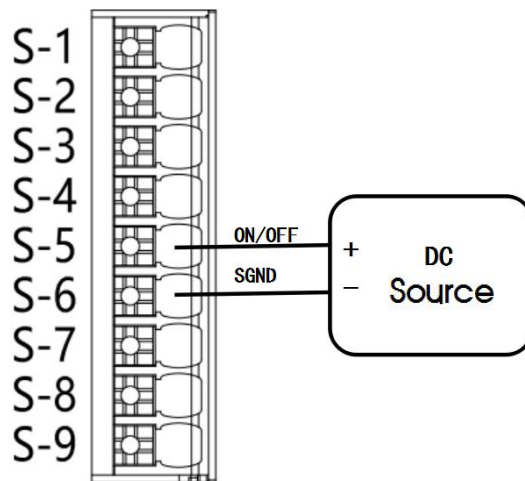 S-1
S-2
S-3
S-4
S-5
S-6
S-7
S-8
S-9
ON/OFF
SGND
+
−
DC
Source